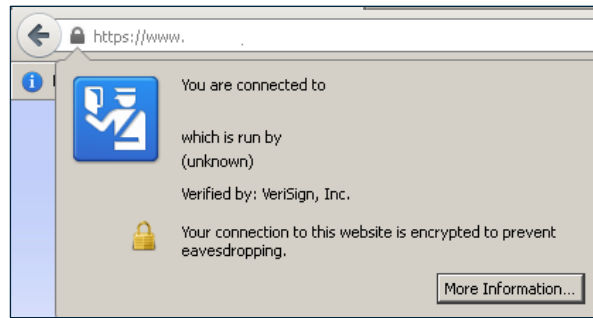 https://www.
You are connected to
which is run by
(unknown)
Verified by: VeriSign, Inc.
Your connection to this website is encrypted to prevent
eavesdropping.
More Information...